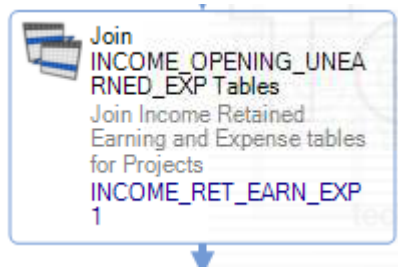 Join
INCOME_OPENING_UNEA
RNED_EXP Tables
Join Income Retained
Earning and Expense tables
for Projects
INCOME_RET_EARN_EXP
1